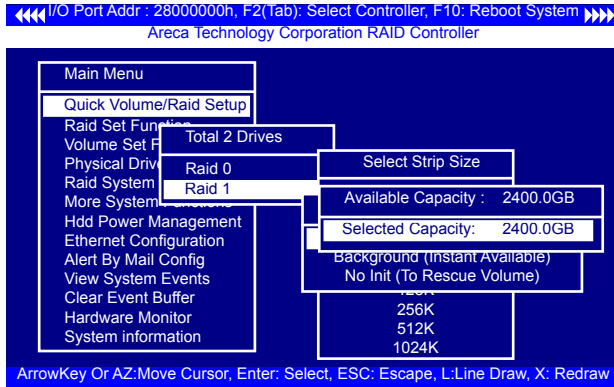 I/O Port Addr : 28000000h, F2(Tab): Select Controller, F10: Reboot System
Areca Technology Corporation RAID Controller
Main Menu
Quick Volume/Raid Setup
Raid Set Function
Volume Set F
Physical Driv
Raid System
More System Functions
Hdd Power Management
Ethernet Configuration
Alert By Mail Config
View System Events
Clear Event Buffer
Hardware Monitor
System information
Total 2 Drives
Raid 0
Raid 1
Select Strip Size
Available Capacity : 2400.0GB
Selected Capacity: 2400.0GB
Background (Instant Available)
No Init (To Rescue Volume)
128K
256K
512K
1024K
ArrowKey Or AZ:Move Cursor, Enter: Select, ESC: Escape, L:Line Draw, X: Redraw